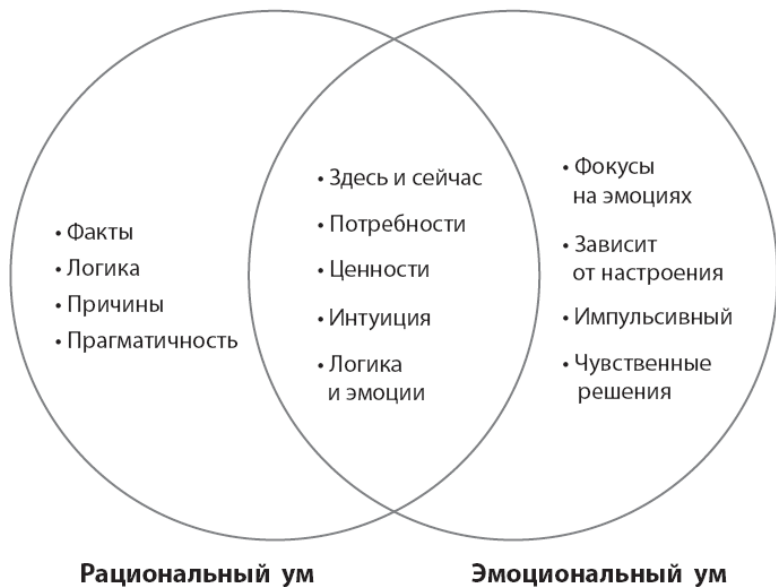 • Факты
• Логика
• Причины
• Прагматичность
• Здесь и сейчас
• Потребности
• Ценности
• Интуиция
• Логика
и эмоции
• Фокусы
на эмоциях
• Зависит
от настроения
• Импульсивный
• Чувственные
решения
Рациональный ум
Эмоциональный ум